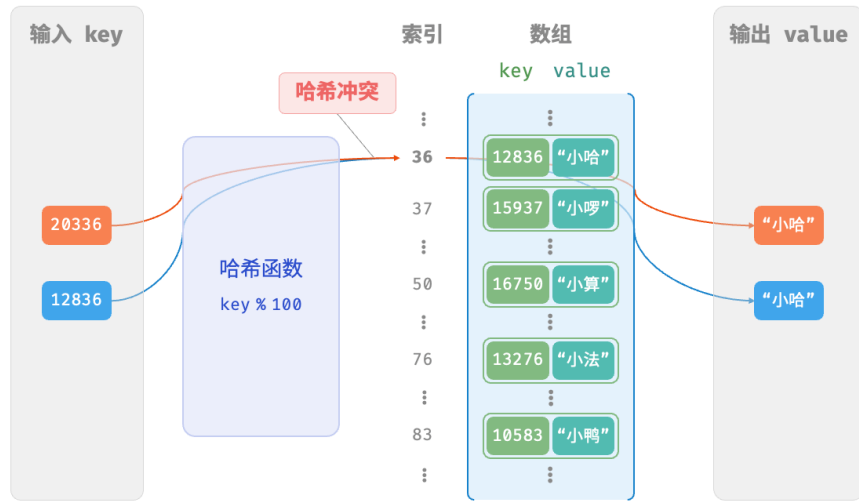 输入 key
索引
数组
输出 value
key value
哈希冲突
36
12836 “小哈”
37
15937 “小啰”
20336
“小哈”
哈希函数
key % 100
50
16750 “小算”
12836
“小哈”
76
13276 “小法”
83
10583 “小鸭”